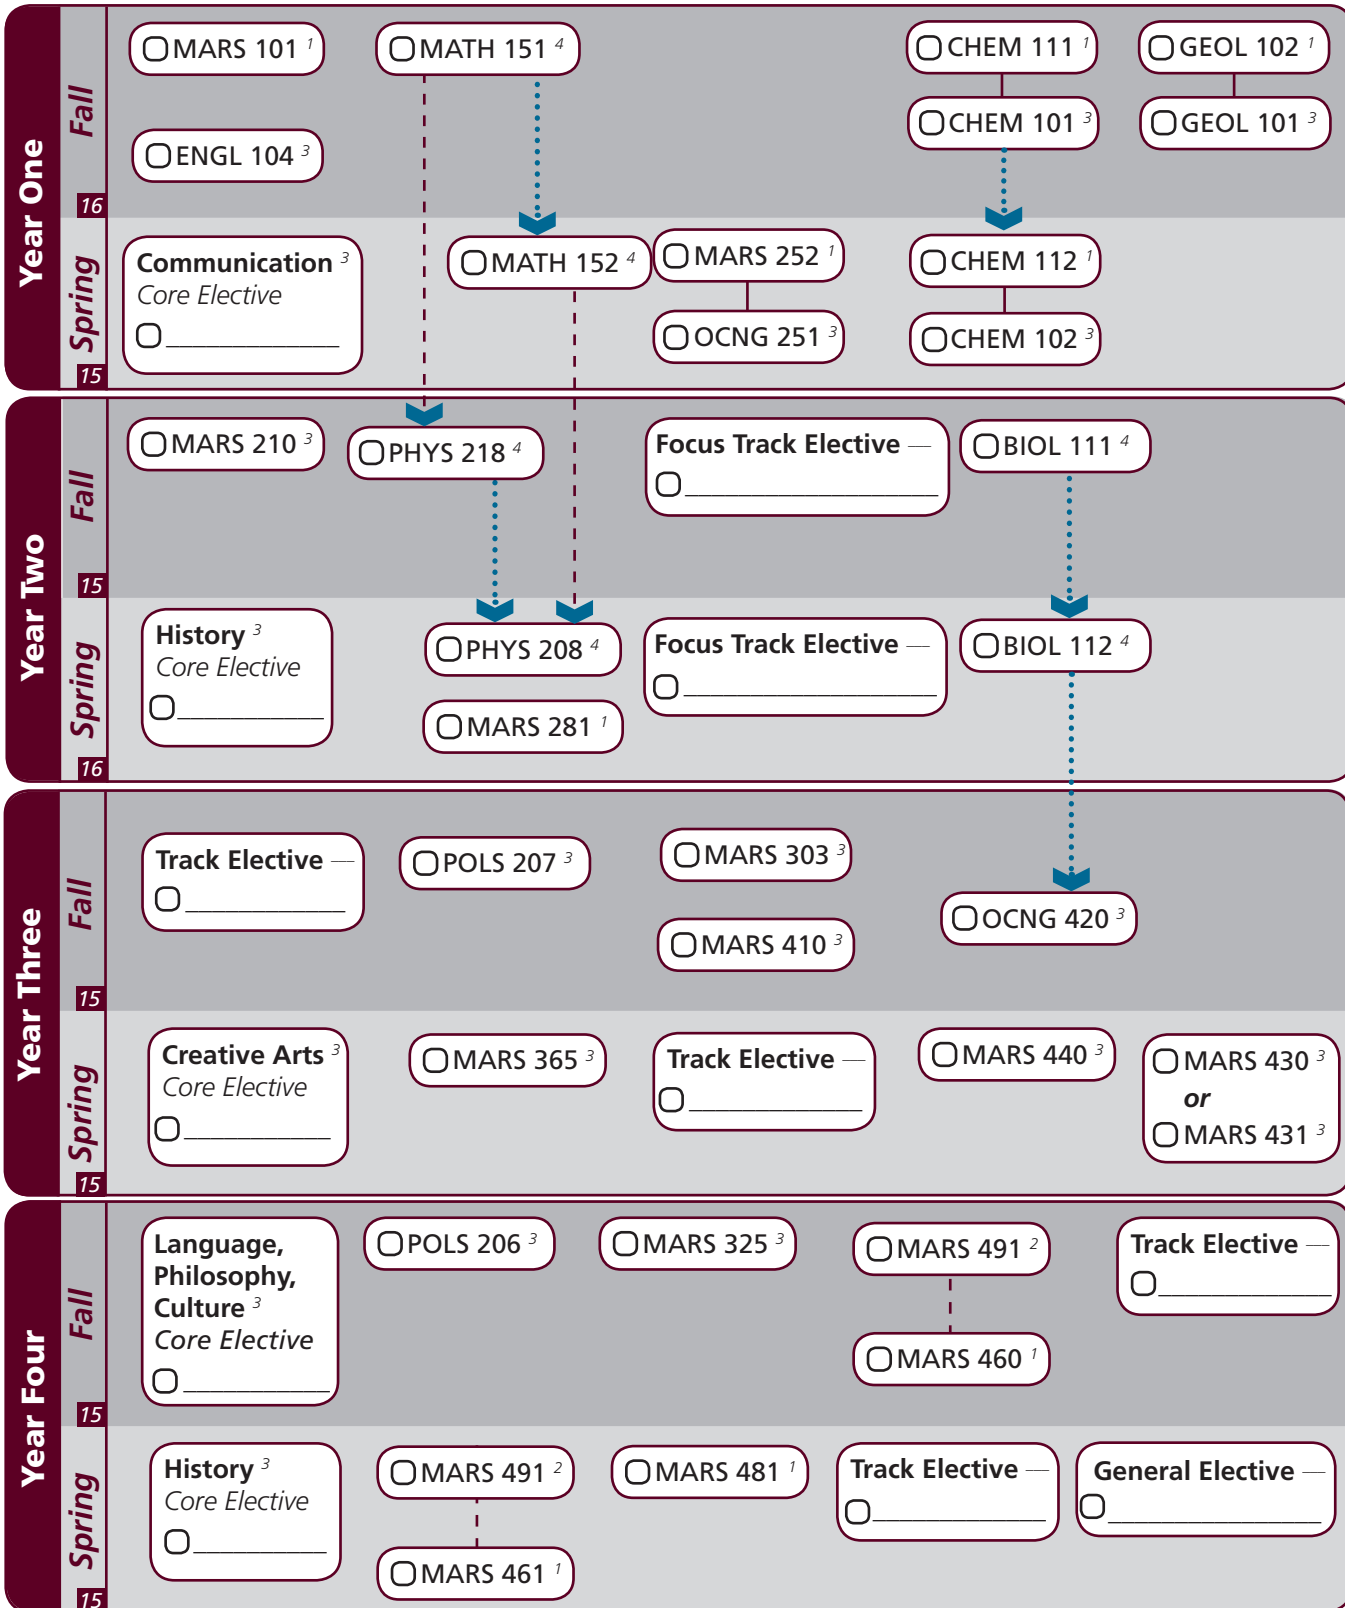 Year One
Fall
MARS 101 1
MATH 151 4
CHEM 111 1
GEOL 102 1
CHEM 101 3
GEOL 101 3
ENGL 104 3
16
Spring
Communication 3
Core Elective
MATH 152 4
MARS 252 1
CHEM 112 1
OCNG 251 3
CHEM 102 3
15
Year Two
Fall
MARS 210 3
PHYS 218 4
Focus Track Elective
BIOL 111 4
15
Spring
History 3
Core Elective
PHYS 208 4
Focus Track Elective
BIOL 112 4
MARS 281 1
16
Year Three
Fall
Track Elective
POLS 207 3
MARS 303 3
MARS 410 3
OCNG 420 3
15
Spring
Creative Arts 3
Core Elective
MARS 365 3
Track Elective
MARS 440 3
MARS 430 3
or
MARS 431 3
15
Year Four
Fall
Language,
Philosophy,
Culture 3
Core Elective
POLS 206 3
MARS 325 3
MARS 491 2
Track Elective
MARS 460 1
15
Spring
History 3
Core Elective
MARS 491 2
MARS 481 1
Track Elective
General Elective
MARS 461 1
15